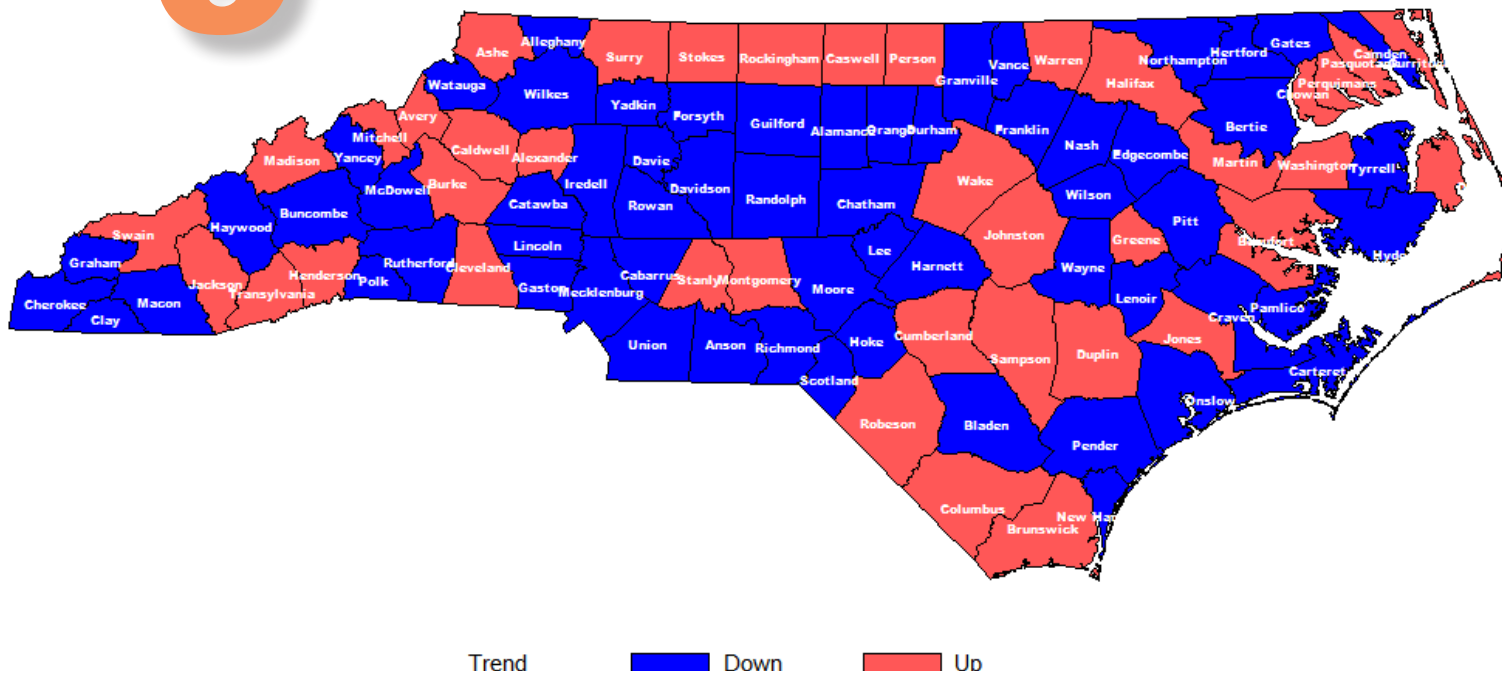 Ashe
Alleghany
Surry
Stokes
Rockingham
Caswell
Person
Granville
Vance
Warren
Halifax
Northampton
Hertford
Gates
Camden
Pasquotank
Perquimans
Chowan
Watauga
Wilkes
Yadkin
Forsyth
Guilford
Alamance
Orange
Durham
Franklin
Nash
Edgecombe
Bertie
Avery
Mitchell
Yancey
Madison
Caldwell
Alexander
Davie
Iredell
Burke
McDowell
Buncombe
Haywood
Catawba
Rowan
Davidson
Randolph
Chatham
Wake
Wilson
Martin
Washington
Tyrrell
Swain
Graham
Cherokee
Clay
Macon
Jackson
Transylvania
Henderson
Polk
Rutherford
Cleveland
Lincoln
Gaston
Mecklenburg
Cabarrus
Stanly
Montgomery
Moore
Lee
Harnett
Johnston
Wayne
Greene
Pitt
Beaufort
Hyde
Lenoir
Craven
Pamlico
Jones
Carteret
Onslow
Duplin
Sampson
Cumberland
Hoke
Scotland
Richmond
Anson
Union
Robeson
Bladen
Pender
Columbus
Brunswick
New Ha
Trend Down Up